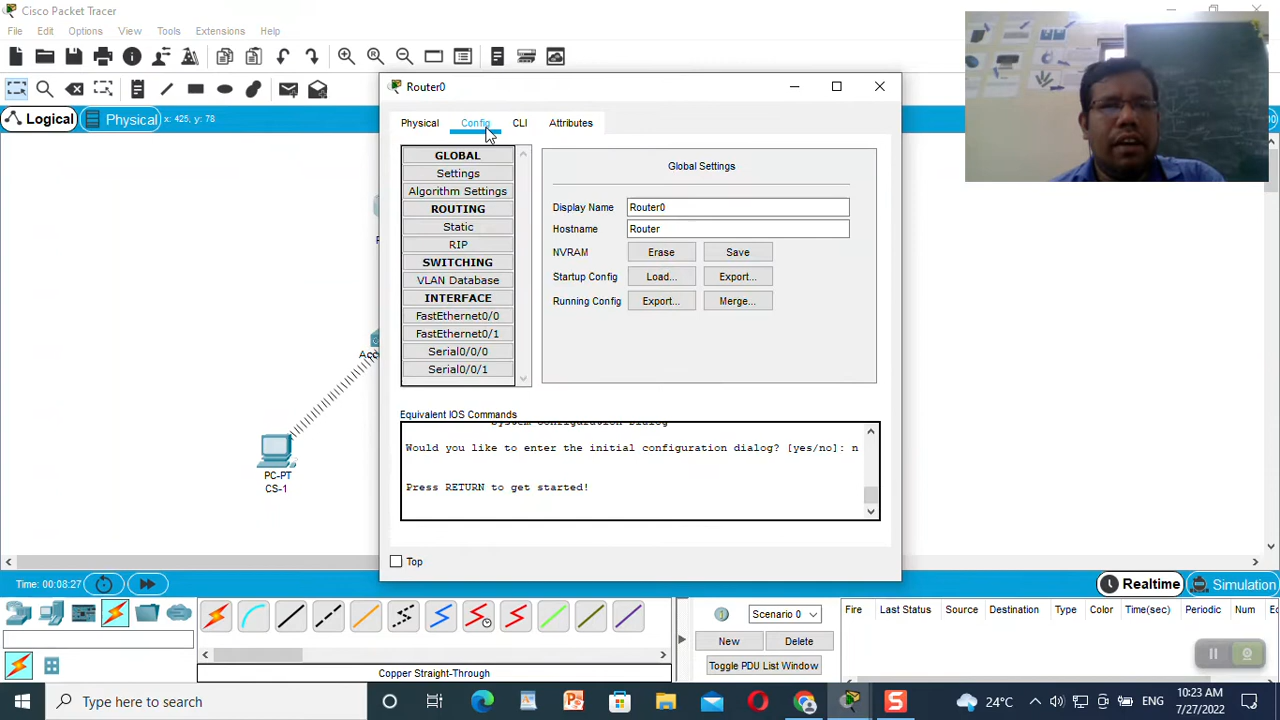 Cisco Packet Tracer
File Edit Options View Tools Extensions Help
Logical
Physical x: 425, y: 78
Router0
Physical Config CLI Attributes
GLOBAL
Settings
Algorithm Settings
ROUTING
Static
RIP
SWITCHING
VLAN Database
INTERFACE
FastEthernet0/0
FastEthernet0/1
Serial0/0/0
Serial0/0/1
Global Settings
Display Name Router0
Hostname Router
NVRAM Erase Save
Startup Config Load... Export...
Running Config Export... Merge...
Equivalent IOS Commands
System Configuration Dialog
Would you like to enter the initial configuration dialog? [yes/no]: n
Press RETURN to get started!
Top
PC-PT
CS-1
Time: 00:08:27
Realtime
Simulation
Scenario 0
New Delete
Toggle PDU List Window
Fire Last Status Source Destination Type Color Time(sec) Periodic Num
Copper Straight-Through
Type here to search
24°C
ENG
10:23 AM
7/27/2022